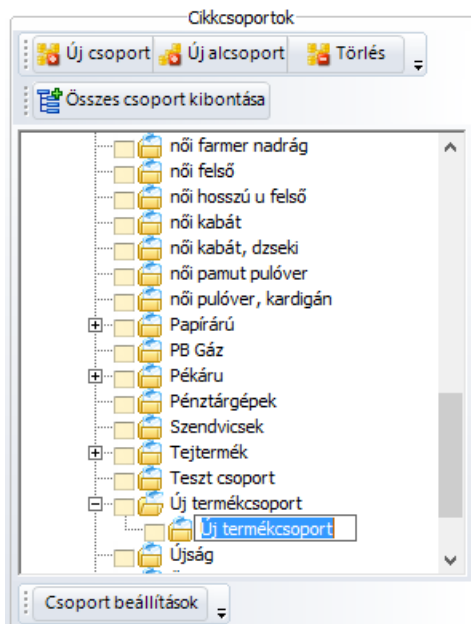 Cikkcsoportok
Új csoport Új alcsoport Törlés
Összes csoport kibontása
női farmer nadrág
női felső
női hosszú u felső
női kabát
női kabát, dzseki
női pamut pulóver
női pulóver, kardigán
Papírárú
PB Gáz
Pékáru
Pénztárgépek
Szendvicsek
Tejtermék
Teszt csoport
Új termékcsoport
Új termékcsoport
Újság
Csoport beállítások